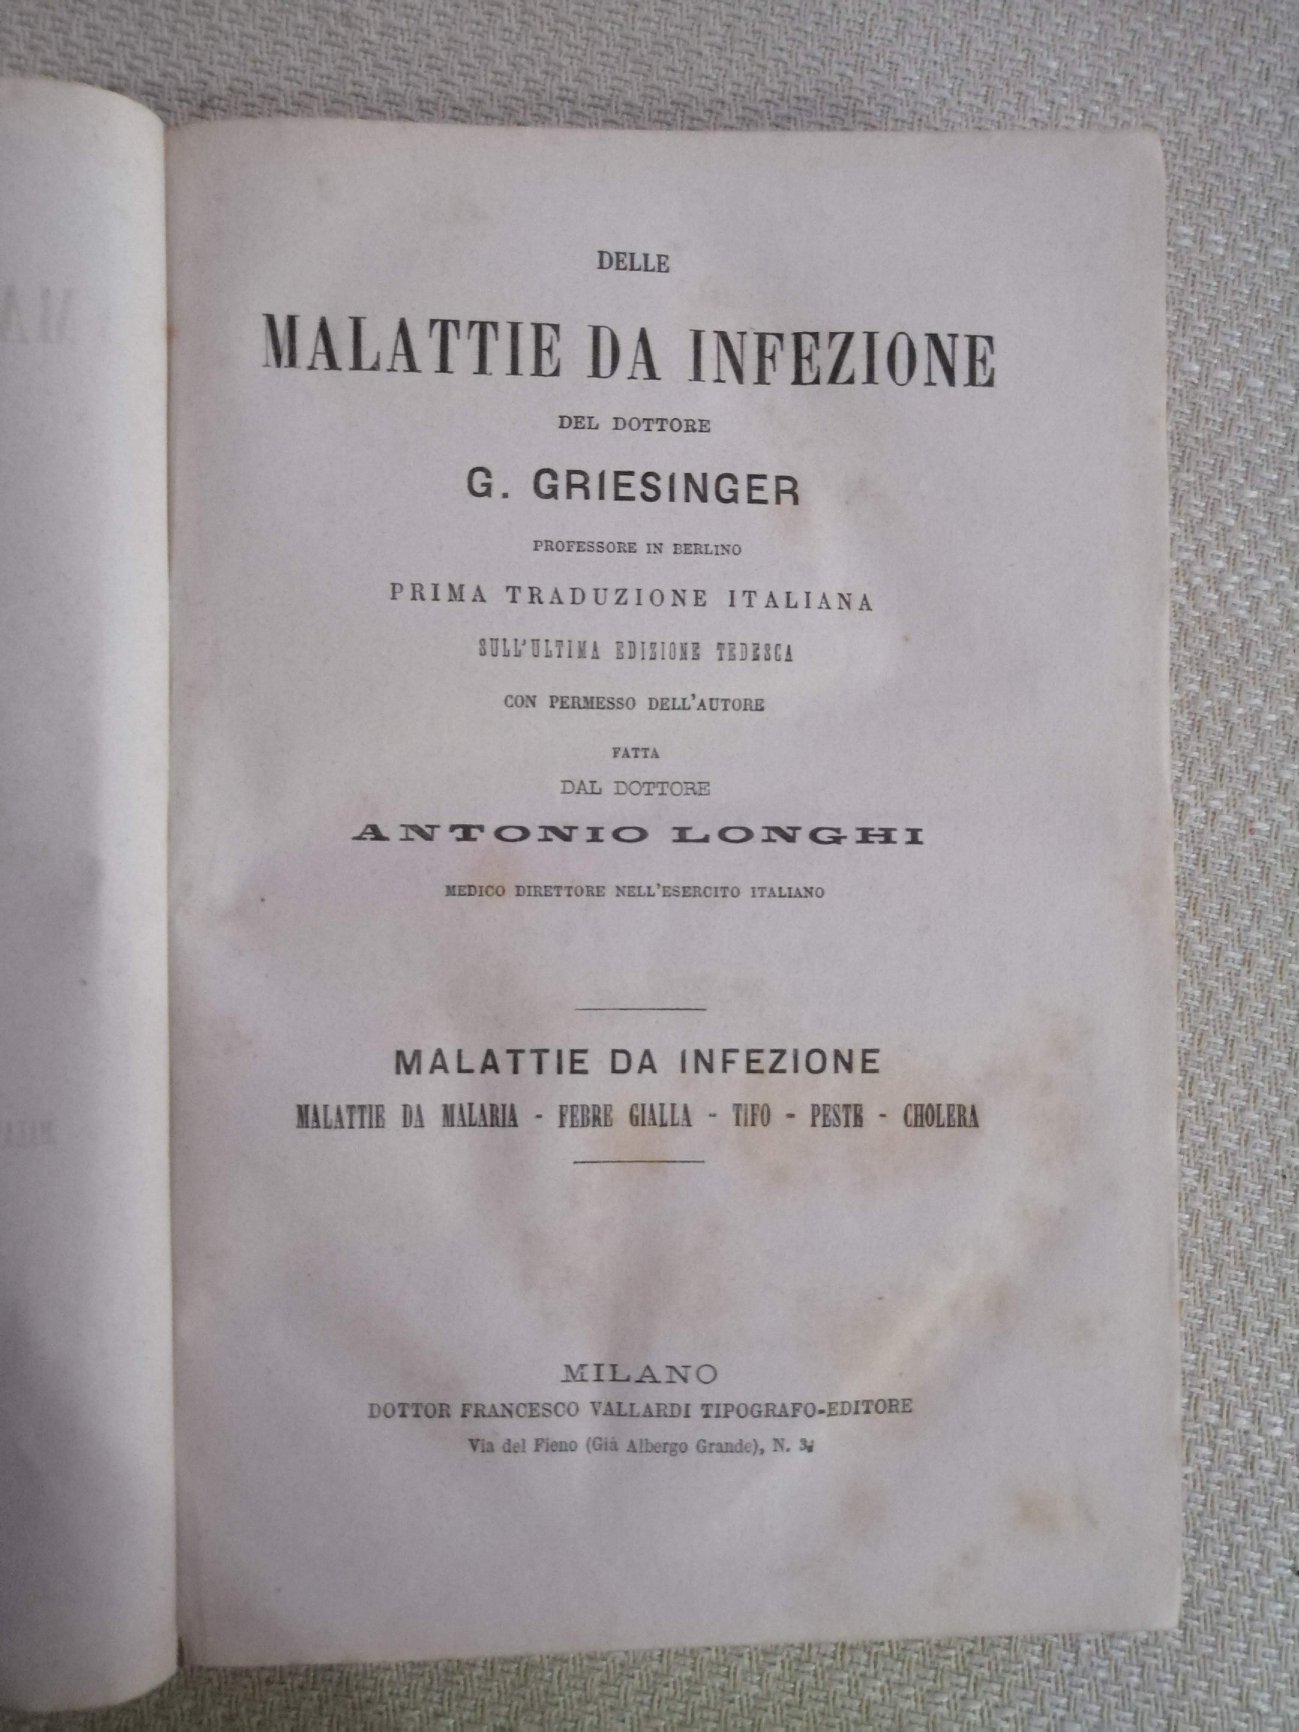 DELLE
MALATTIE DA INFEZIONE
DEL DOTTORE
G. GRIESINGER
PROFESSORE IN BERLINO
PRIMA TRADUZIONE ITALIANA
SULL'ULTIMA EDIZIONE TEDESCA
CON PERMESSO DELL'AUTORE
FATTA
DAL DOTTORE
ANTONIO LONGHI
MEDICO DIRETTORE NELL'ESERCITO ITALIANO
MALATTIE DA INFEZIONE
MALATTIE DA MALARIA - FEBRE GIALLA - TIFO - PESTE - CHOLERA
MILANO
DOTTOR FRANCESCO VALLARDI TIPOGRAFO-EDITORE
Via del Fieno (Già Albergo Grande), N.